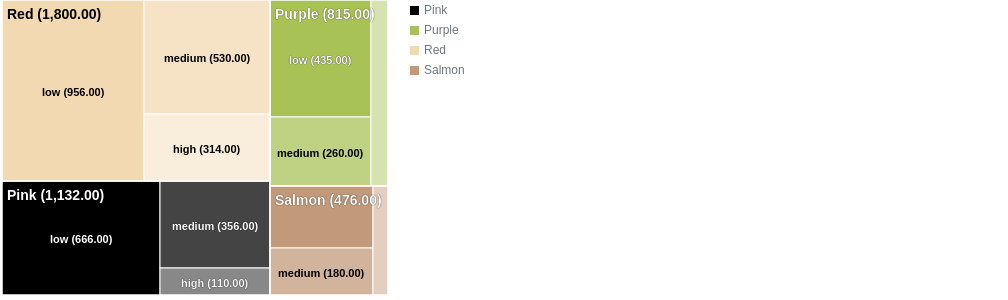 Red (1,800.00)
low (956.00)
medium (530.00)
high (314.00)
Pink (1,132.00)
low (666.00)
medium (356.00)
high (110.00)
Purple (815.00)
low (435.00)
medium (260.00)
Salmon (476.00)
medium (180.00)
Pink
Purple
Red
Salmon